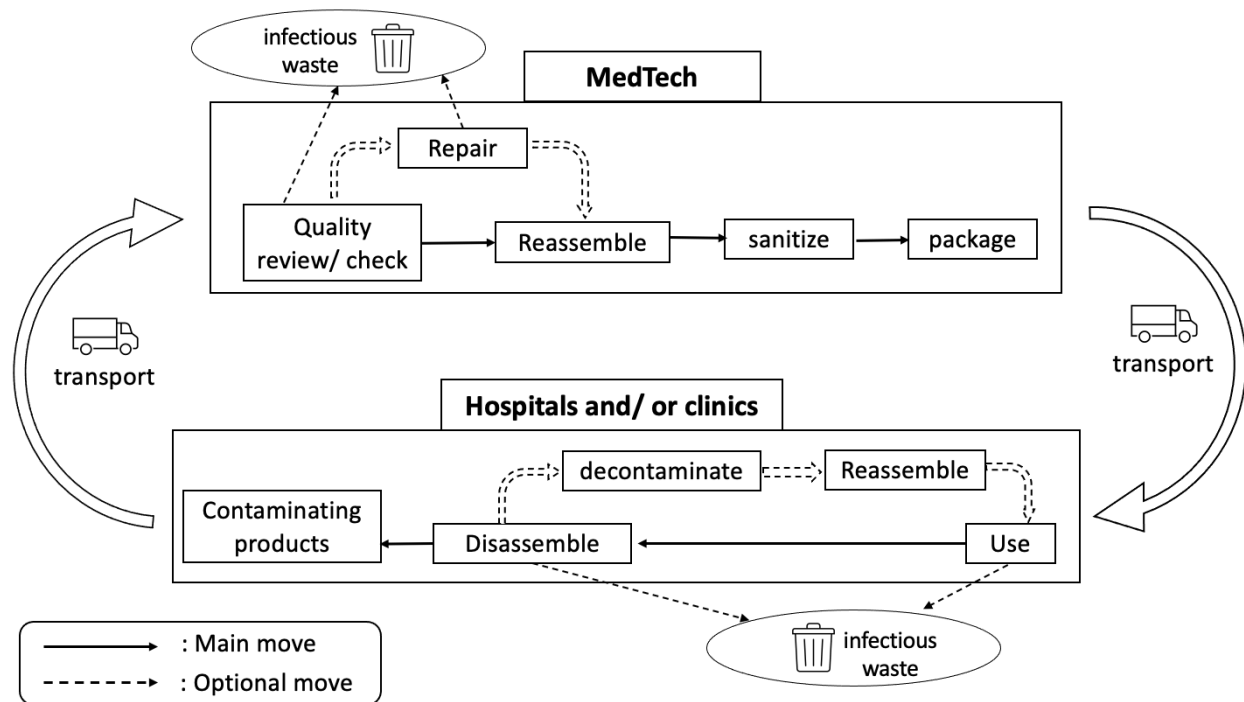 infectious
waste
MedTech
Repair
Quality
review/ check
Reassemble
sanitize
package
transport
transport
Hospitals and/ or clinics
decontaminate
Reassemble
Contaminating
products
Disassemble
Use
infectious
waste
: Main move
: Optional move